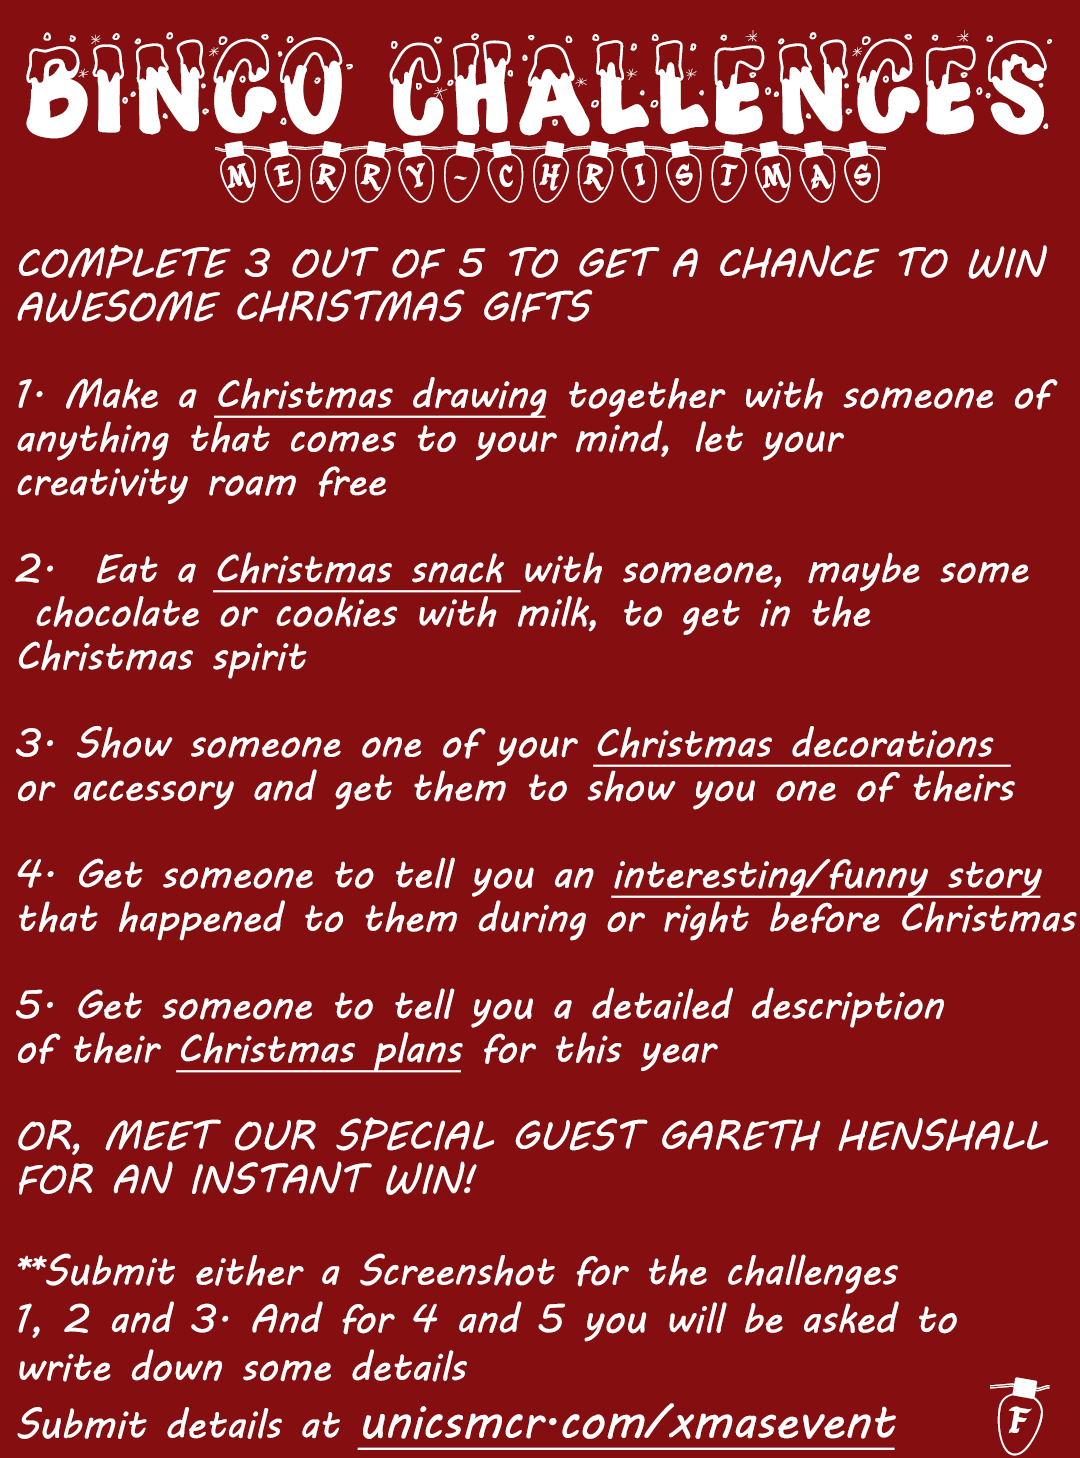 BINGO CHALLENGES
MERRY-CHRISTMAS
COMPLETE 3 OUT OF 5 TO GET A CHANCE TO WIN
AWESOME CHRISTMAS GIFTS
1. Make a Christmas drawing together with someone of
anything that comes to your mind, let your
creativity roam free
2. Eat a Christmas snack with someone, maybe some
chocolate or cookies with milk, to get in the
Christmas spirit
3. Show someone one of your Christmas decorations
or accessory and get them to show you one of theirs
4. Get someone to tell you an interesting/funny story
that happened to them during or right before Christmas
5. Get someone to tell you a detailed description
of their Christmas plans for this year
OR, MEET OUR SPECIAL GUEST GARETH HENSHALL
FOR AN INSTANT WIN!
**Submit either a Screenshot for the challenges
1, 2 and 3. And for 4 and 5 you will be asked to
write down some details
Submit details at unicsmcr.com/xmasevent
F